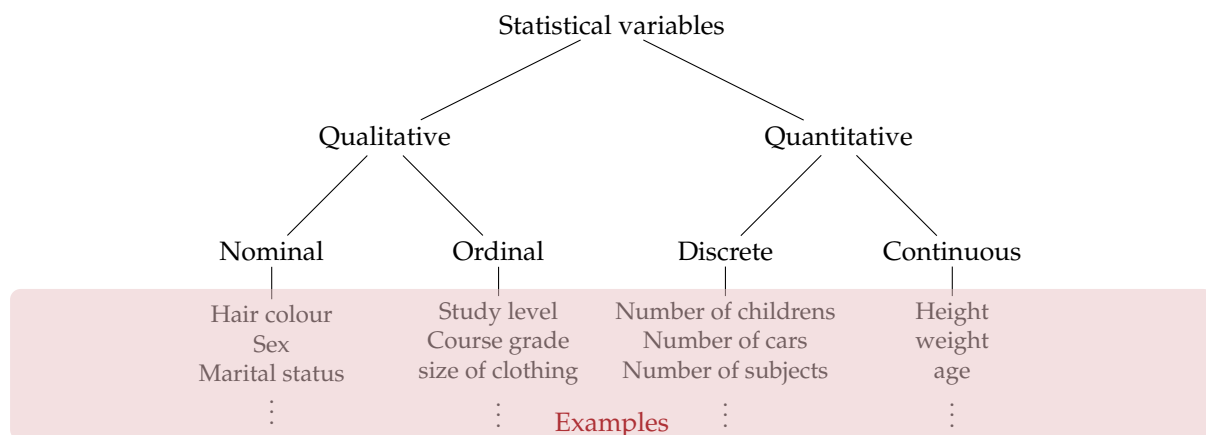 Statistical variables
Qualitative Quantitative
Nominal Ordinal Discrete Continuous
Hair colour Study level Number of childrens Height
Sex Course grade Number of cars weight
Marital status size of clothing Number of subjects age
⋮ ⋮ ⋮ ⋮
Examples